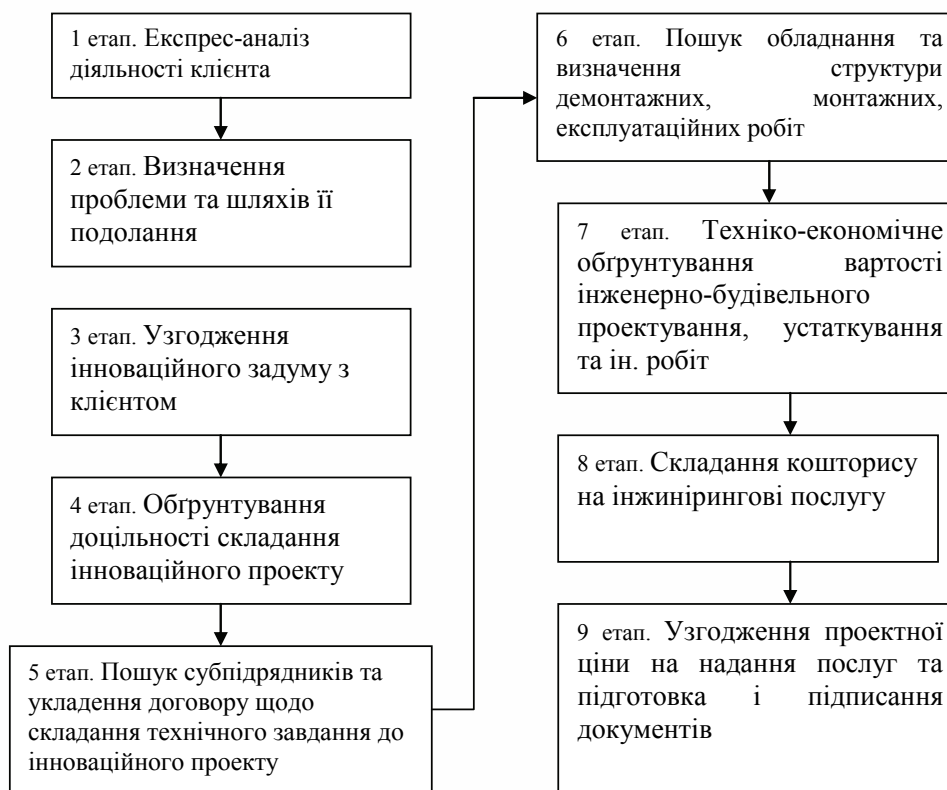 1 етап. Експрес-аналіз
діяльності клієнта
2 етап. Визначення
проблеми та шляхів її
подолання
3 етап. Узгодження
інноваційного задуму з
клієнтом
4 етап. Обґрунтування
доцільності складання
інноваційного проекту
5 етап. Пошук субпідрядників та
укладення договору щодо
складання технічного завдання до
інноваційного проекту
6 етап. Пошук обладнання та
визначення структури
демонтажних, монтажних,
експлуатаційних робіт
7 етап. Техніко-економічне
обґрунтування вартості
інженерно-будівельного
проектування, устаткування
та ін. робіт
8 етап. Складання кошторису
на інжинірингові послугу
9 етап. Узгодження проектної
ціни на надання послуг та
підготовка і підписання
документів